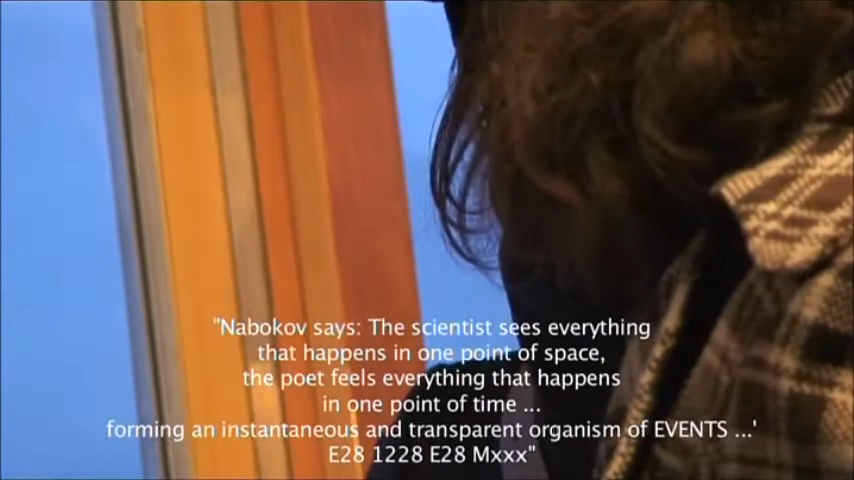 "Nabokov says: The scientist sees everything
that happens in one point of space,
the poet feels everything that happens
in one point of time ...
forming an instantaneous and transparent organism of EVENTS ...'
E28 1228 E28 Mxxx"